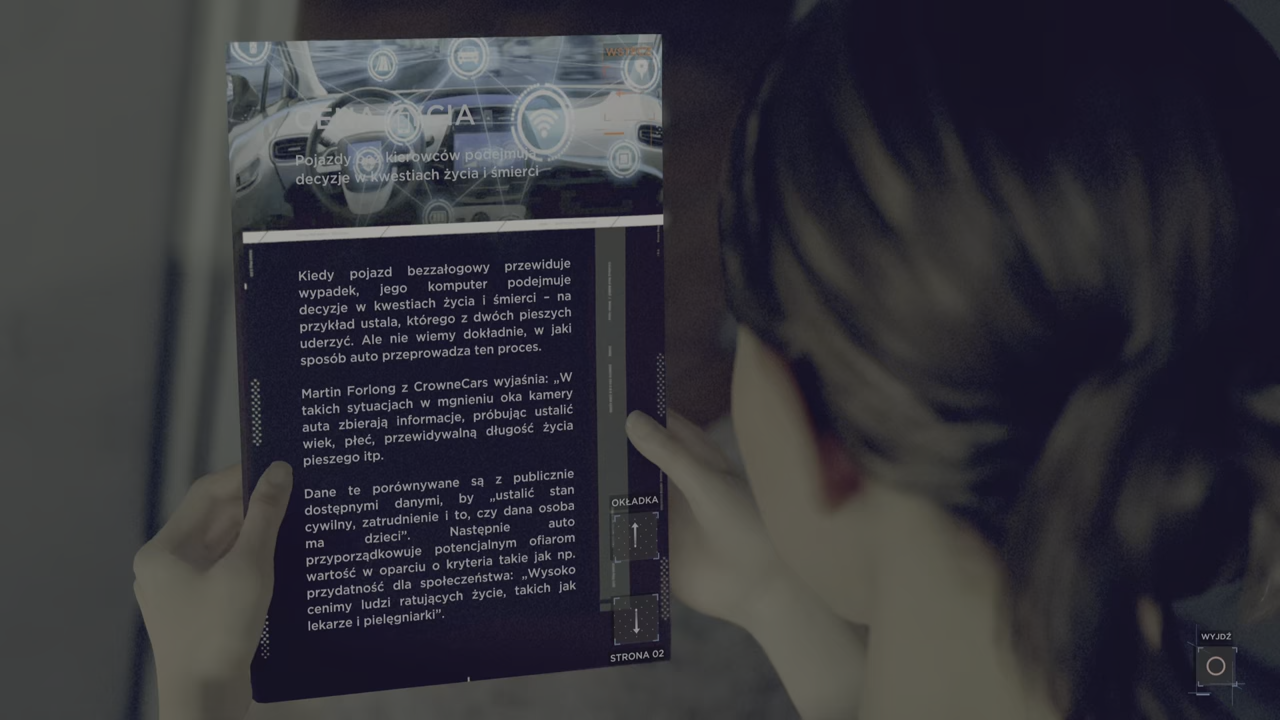 WSTECZ
CENA ŻYCIA
Pojazdy bez kierowców podejmują
decyzje w kwestiach życia i śmierci
Kiedy pojazd bezzałogowy przewiduje
wypadek, jego komputer podejmuje
decyzje w kwestiach życia i śmierci – na
przykład ustala, którego z dwóch pieszych
uderzyć. Ale nie wiemy dokładnie, w jaki
sposób auto przeprowadza ten proces.
Martin Forlong z CrowneCars wyjaśnia: „W
takich sytuacjach w mgnieniu oka kamery
auta zbierają informacje, próbując ustalić
wiek, płeć, przewidywalną długość życia
pieszego itp.
Dane te porównywane są z publicznie
dostępnymi danymi, by „ustalić stan
cywilny, zatrudnienie i to, czy dana osoba
ma dzieci”. Następnie auto
przyporządkowuje potencjalnym ofiarom
wartość w oparciu o kryteria takie jak np.
przydatność dla społeczeństwa: „Wysoko
cenimy ludzi ratujących życie, takich jak
lekarze i pielęgniarki”.
OKŁADKA
STRONA 02
WYJDŹ